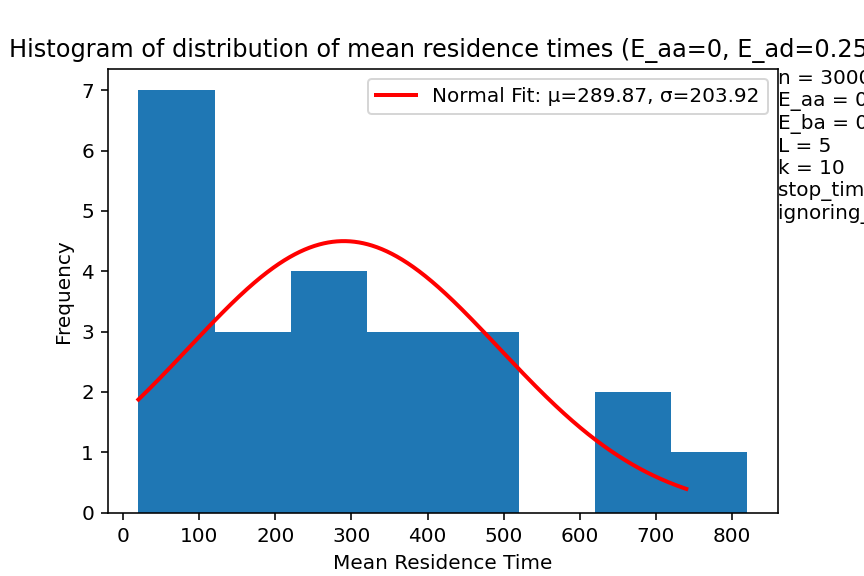 Histogram of distribution of mean residence times (E_aa=0, E_ad=0.25
Normal Fit: μ=289.87, σ=203.92
n = 3000
E_aa = 0
E_ba = 0
L = 5
k = 10
stop_tim
ignoring_
7
6
5
4
3
2
1
0
Frequency
0 100 200 300 400 500 600 700 800
Mean Residence Time